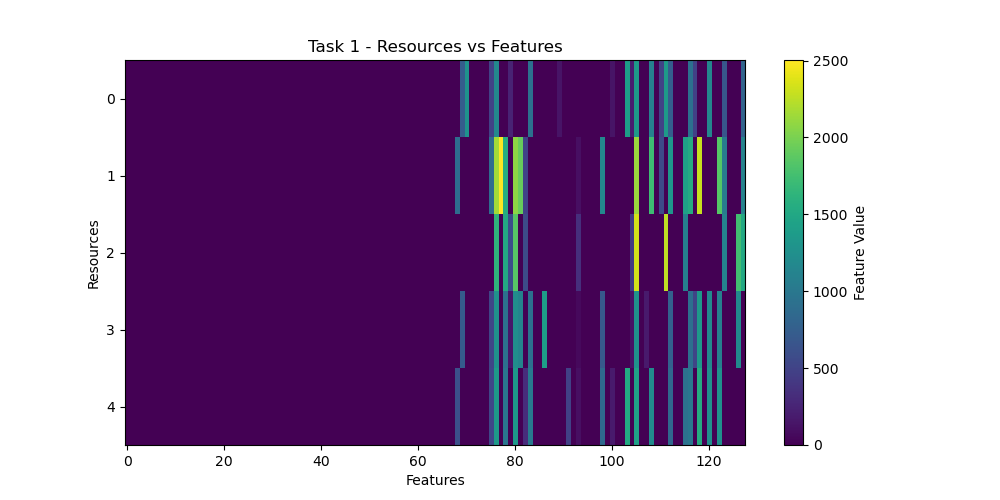 Task 1 - Resources vs Features
Resources
0
1
2
3
4
0 20 40 60 80 100 120
Features
2500
2000
1500
1000
500
0
Feature Value